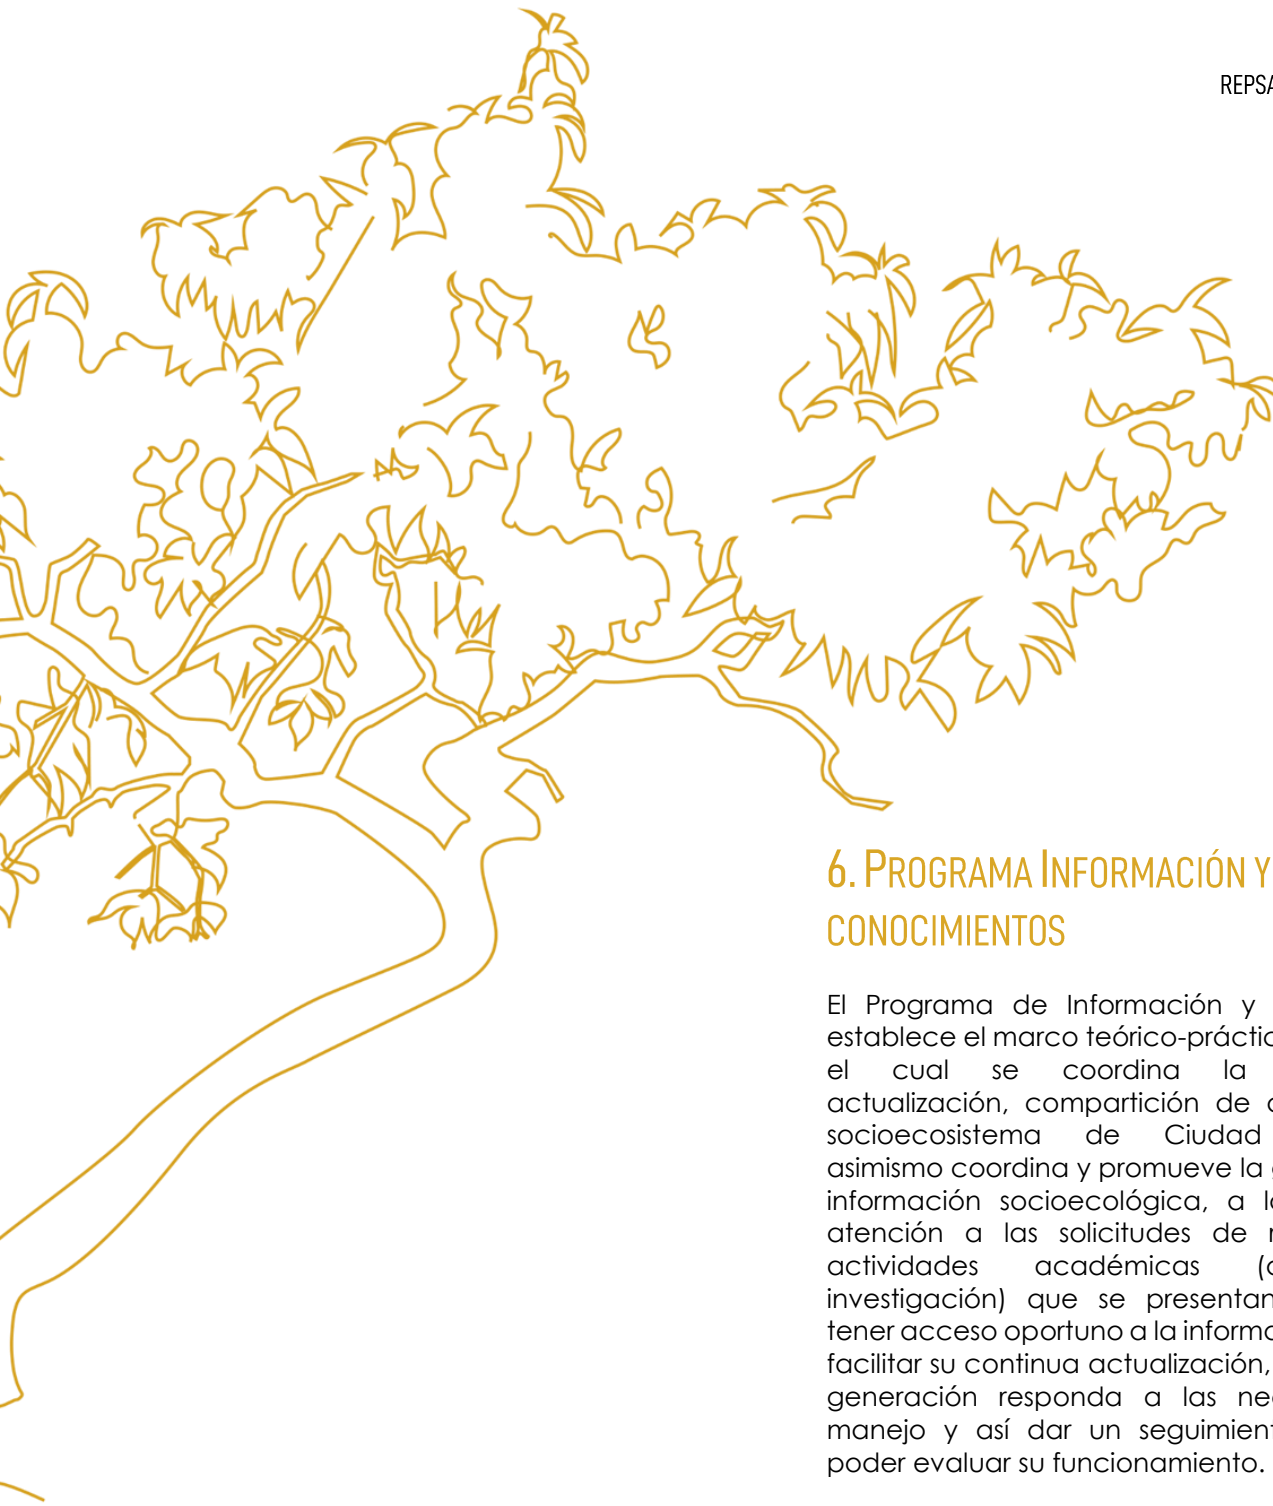 REPSA
6. PROGRAMA INFORMACIÓN Y
CONOCIMIENTOS
El Programa de Información y
establece el marco teórico-práctic
el cual se coordina la
actualización, compartición de
socioecosistema de Ciudad
asimismo coordina y promueve la
información socioecológica, a
atención a las solicitudes de
actividades académicas
investigación) que se presentan
tener acceso oportuno a la informa
facilitar su continua actualización,
generación responda a las
manejo y así dar un seguimient
poder evaluar su funcionamiento.